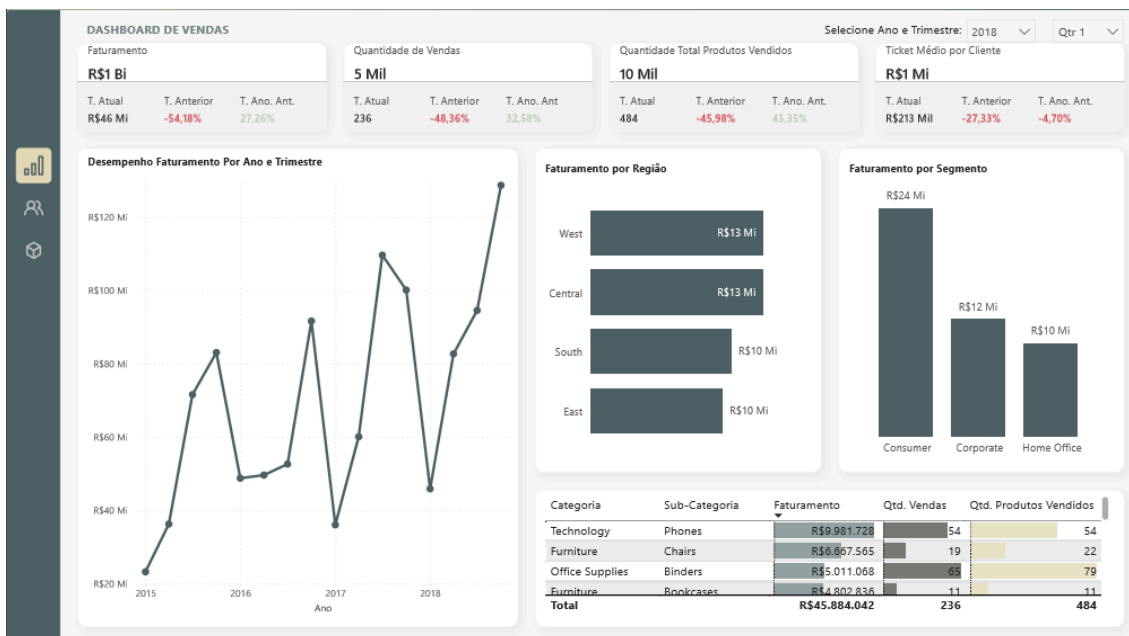 DASHBOARD DE VENDAS
Selecione Ano e Trimestre: 2018 Qtr 1
Faturamento
R$1 Bi
T. Atual T. Anterior T. Ano. Ant.
R$46 Mi -54,18% 27,26%
Quantidade de Vendas
5 Mil
T. Atual T. Anterior T. Ano. Ant
236 -48,36% 32,58%
Quantidade Total Produtos Vendidos
10 Mil
T. Atual T. Anterior T. Ano. Ant.
484 -45,98% 45,35%
Ticket Médio por Cliente
R$1 Mi
T. Atual T. Anterior T. Ano. Ant.
R$213 Mil -27,33% -4,70%
Desempenho Faturamento Por Ano e Trimestre
R$120 Mi
R$100 Mi
R$80 Mi
R$60 Mi
R$40 Mi
R$20 Mi
2015 2016 2017 2018
Ano
Faturamento por Região
West R$13 Mi
Central R$13 Mi
South R$10 Mi
East R$10 Mi
Faturamento por Segmento
R$24 Mi
R$12 Mi
R$10 Mi
Consumer Corporate Home Office
Categoria Sub-Categoria Faturamento Qtd. Vendas Qtd. Produtos Vendidos
Technology Phones R$9.981.728 54 54
Furniture Chairs R$6.667.565 19 22
Office Supplies Binders R$5.011.068 65 79
Furniture Bookcases R$4.802.836 11 11
Total R$45.884.042 236 484